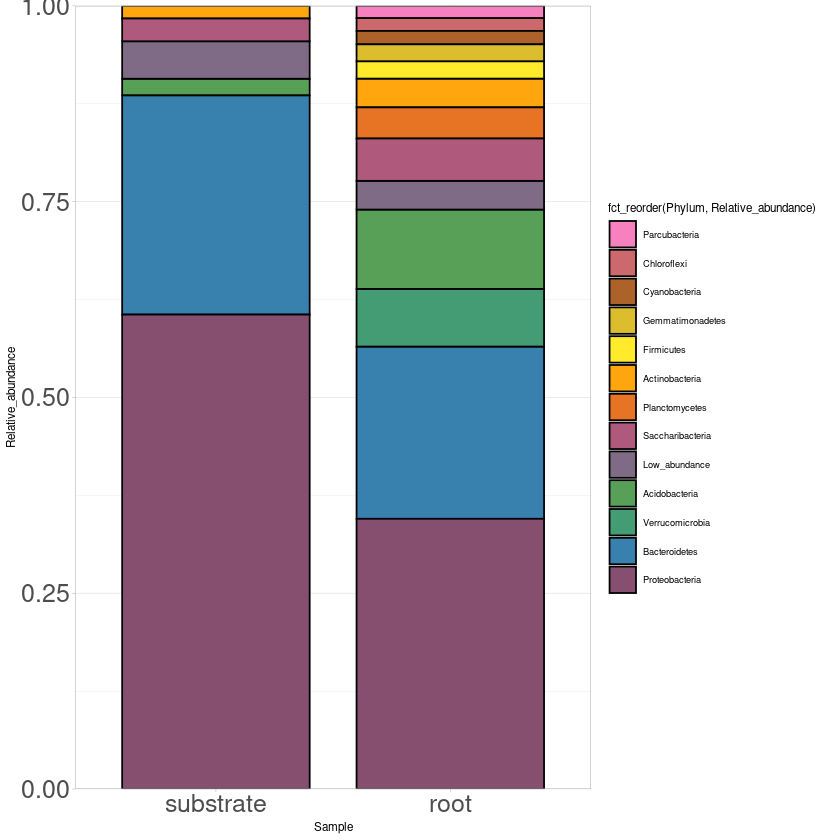 1.00
0.75
0.50
0.25
0.00
Relative_abundance
substrate
root
Sample
fct_reorder(Phylum, Relative_abundance)
Parcubacteria
Chloroflexi
Cyanobacteria
Gemmatimonadetes
Firmicutes
Actinobacteria
Planctomycetes
Saccharibacteria
Low_abundance
Acidobacteria
Verrucomicrobia
Bacteroidetes
Proteobacteria